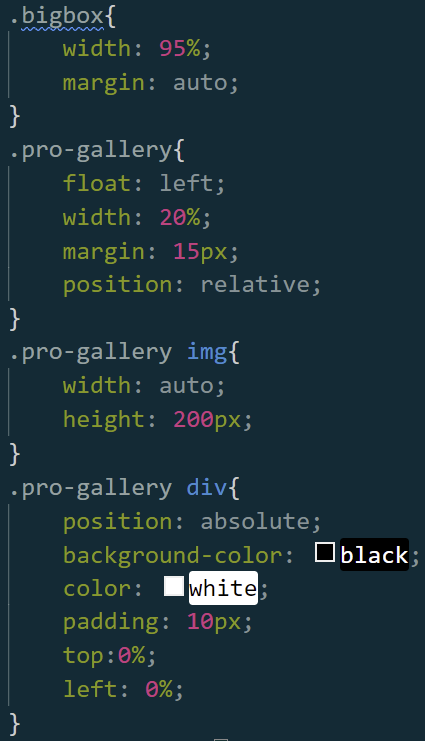 .bigbox{
width: 95%;
margin: auto;
}
.pro-gallery{
float: left;
width: 20%;
margin: 15px;
position: relative;
}
.pro-gallery img{
width: auto;
height: 200px;
}
.pro-gallery div{
position: absolute;
background-color: black;
color: white;
padding: 10px;
top:0%;
left: 0%;
}